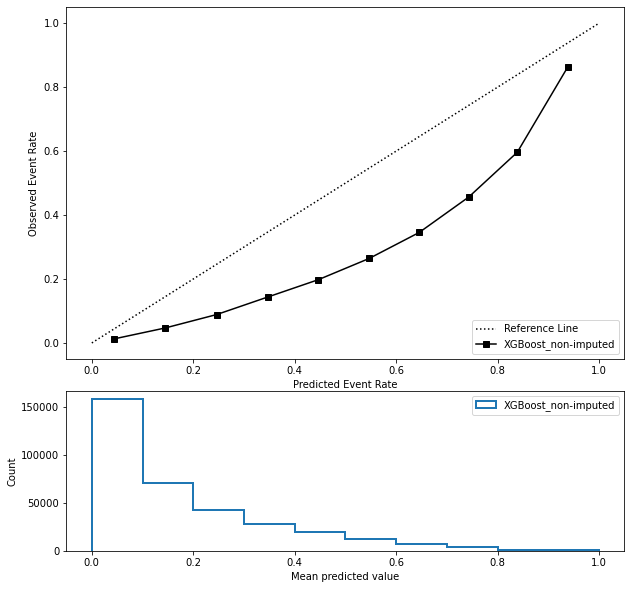 1.0
0.8
0.6
0.4
0.2
0.0
Observed Event Rate
Reference Line
XGBoost_non-imputed
0.0 0.2 0.4 0.6 0.8 1.0
Predicted Event Rate
150000
100000
50000
0
Count
XGBoost_non-imputed
0.0 0.2 0.4 0.6 0.8 1.0
Mean predicted value